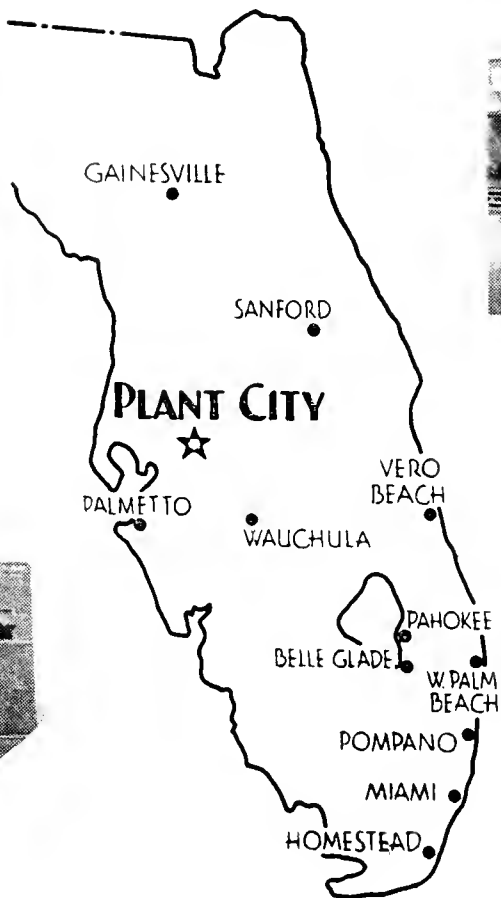 GAINESVILLE
SANFORD
PLANT CITY
VERO
BEACH
PALMETTO
WAUCHULA
PAHOKEE
BELLE GLADE
W. PALM
BEACH
POMPANO
MIAMI
HOMESTEAD